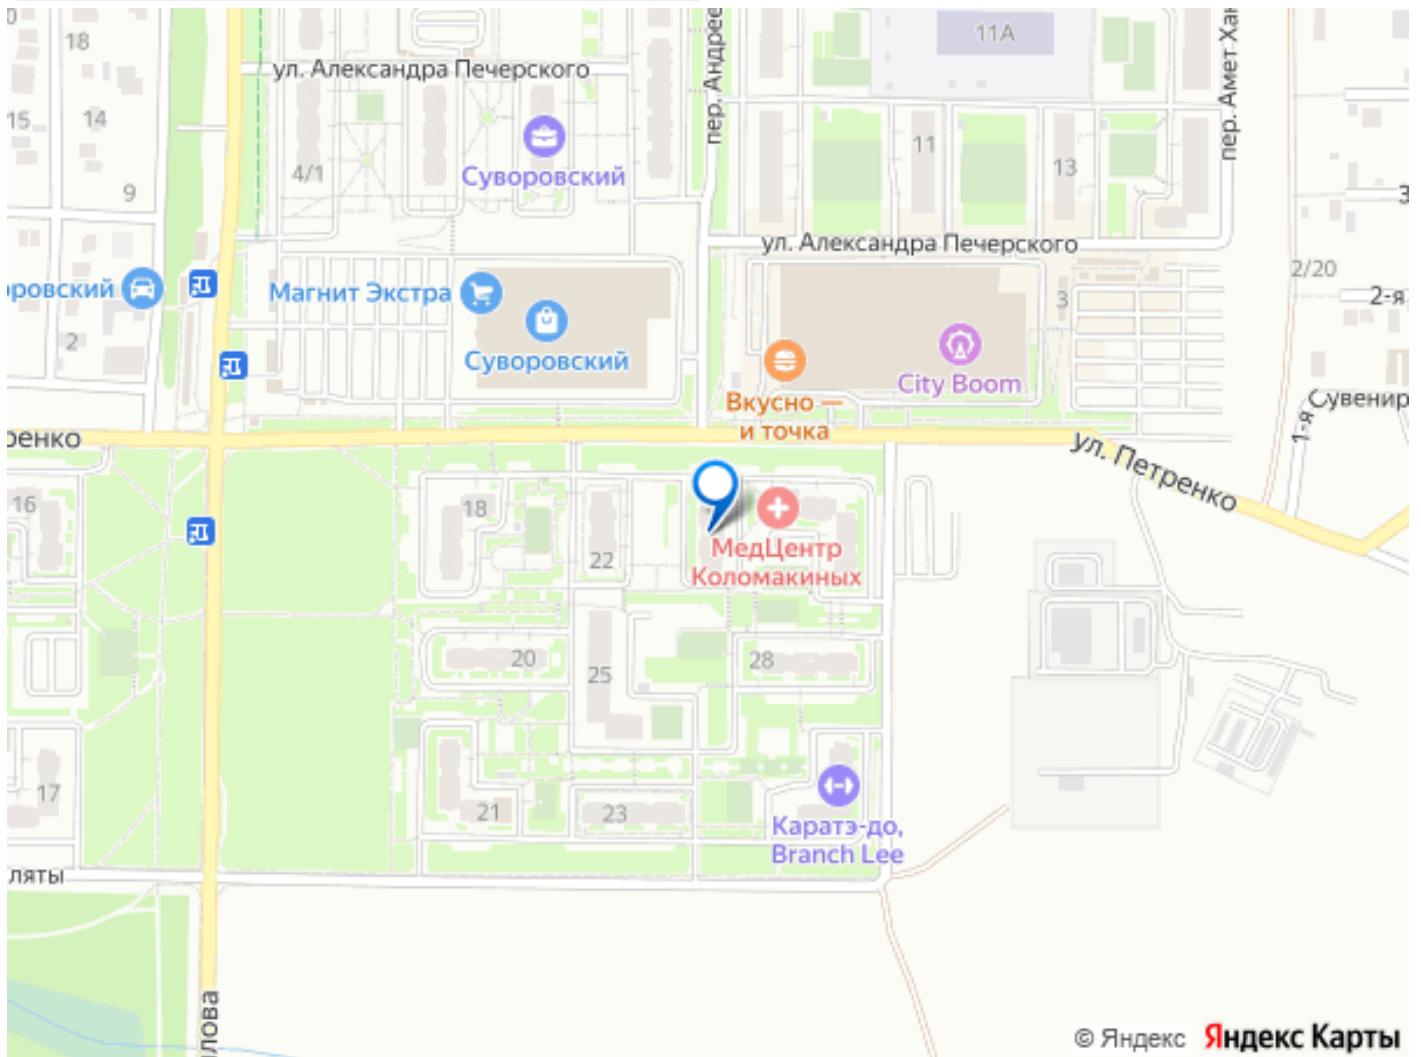 18
ул. Александра Печерского
11А
15
14
11
4/1
Суворовский
13
9
ул. Александра Печерского
2/20
Магнит Экстра
3
2-я
2
Суворовский
City Boom
Вкусно —
и точка
1-я Сувенир
ренко
ул. Петренко
16
18
22
МедЦентр
Коломакиных
20
25
28
17
21
23
Каратэ-до,
Branch Lee
ляты
лова
пер. Андрее
пер. Амет Хан
оровский
3
© Яндекс Яндекс Карты